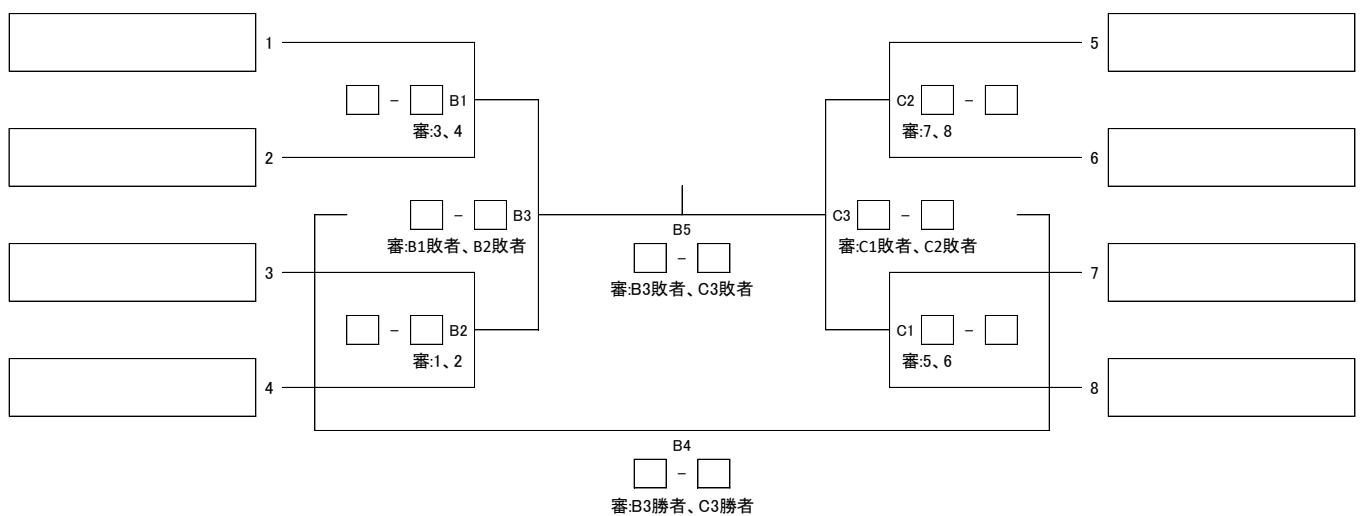 1
5
- B1
C2 -
審:3、4
審:7、8
2
6
- B3
C3 -
B5
審:B1敗者、B2敗者
審:C1敗者、C2敗者
-
3
7
審:B3敗者、C3敗者
- B2
C1 -
審:1、2
審:5、6
4
8
B4
-
審:B3勝者、C3勝者